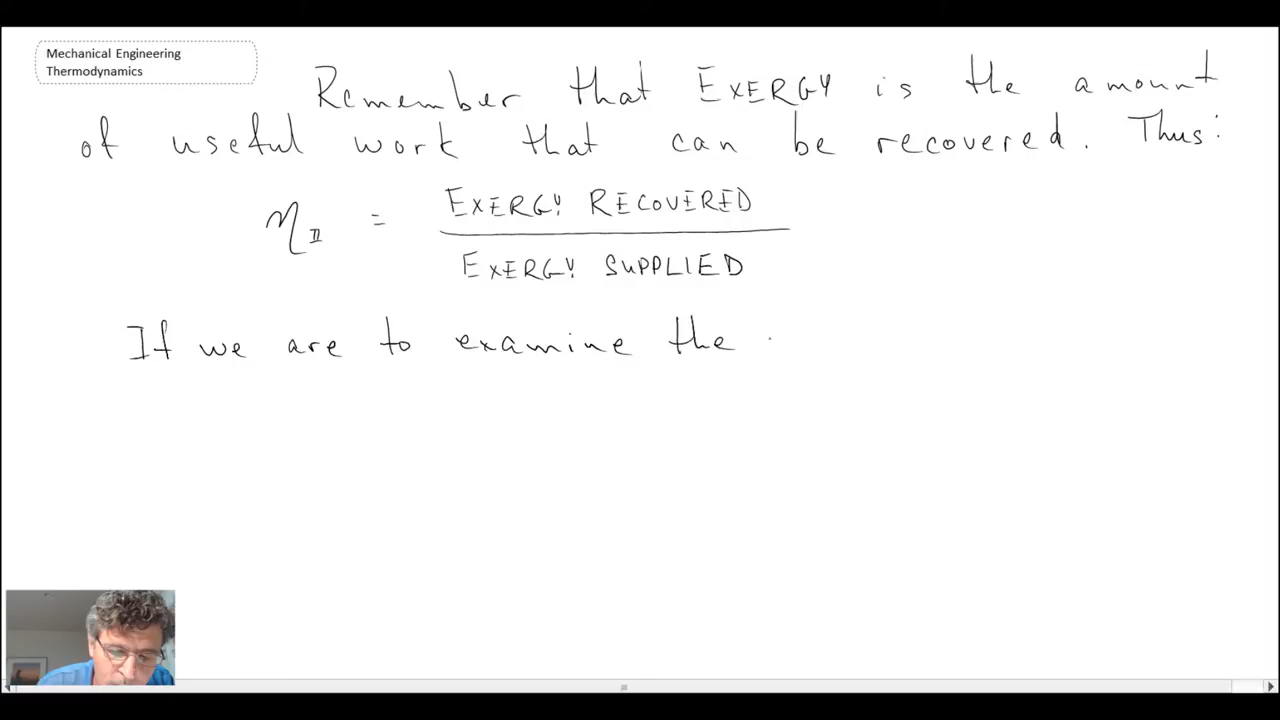 Mechanical Engineering
Thermodynamics
Remember that EXERGY is the amount
of useful work that can be recovered. Thus:
η_II = EXERGY RECOVERED
EXERGY SUPPLIED
If we are to examine the